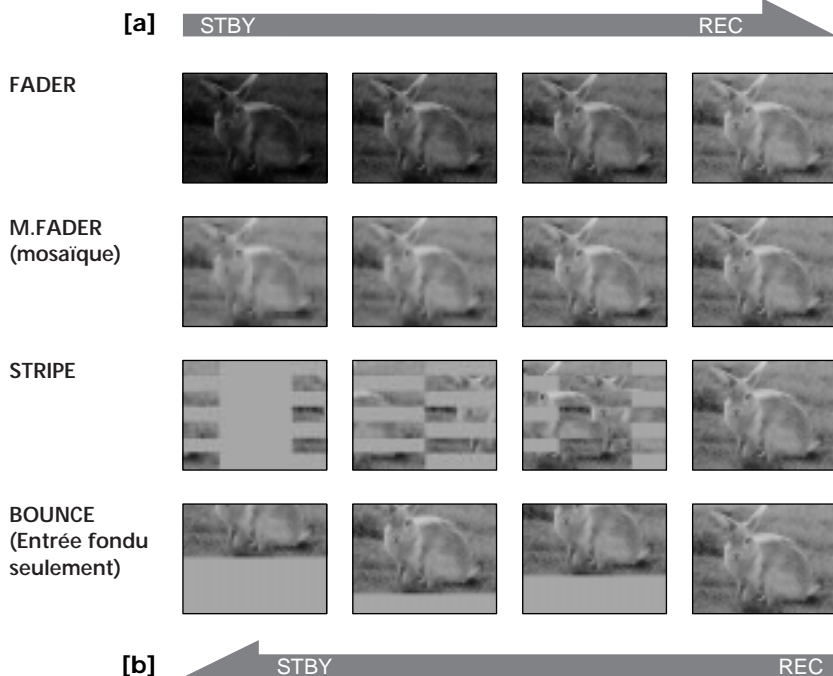 [a] STBY REC
FADER
M.FADER
(mosaïque)
STRIPE
BOUNCE
(Entrée fondu
seulement)
[b] STBY REC